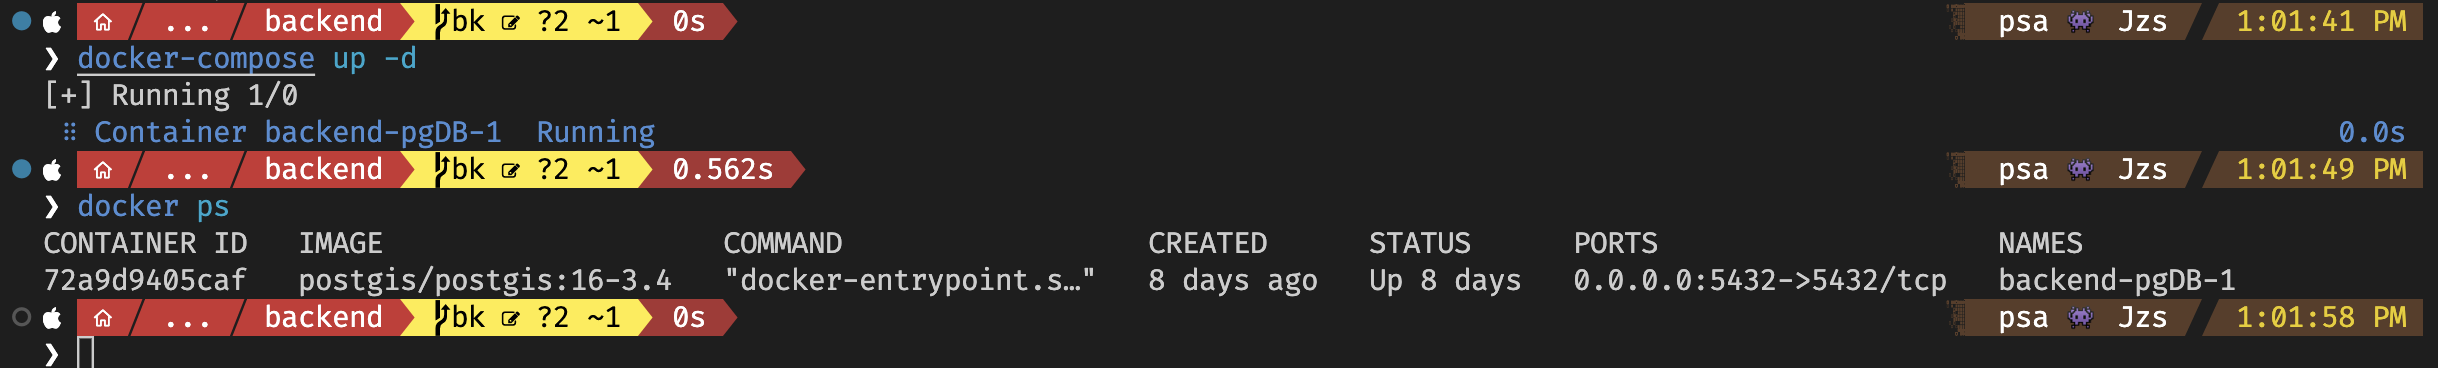 ... backend bk ?2 ~1 0s psa Jzs 1:01:41 PM
❯ docker-compose up -d
[+] Running 1/0
⠿ Container backend-pgDB-1 Running 0.0s
... backend bk ?2 ~1 0.562s psa Jzs 1:01:49 PM
❯ docker ps
CONTAINER ID IMAGE COMMAND CREATED STATUS PORTS NAMES
72a9d9405caf postgis/postgis:16-3.4 "docker-entrypoint.s…" 8 days ago Up 8 days 0.0.0.0:5432->5432/tcp backend-pgDB-1
... backend bk ?2 ~1 0s psa Jzs 1:01:58 PM
❯